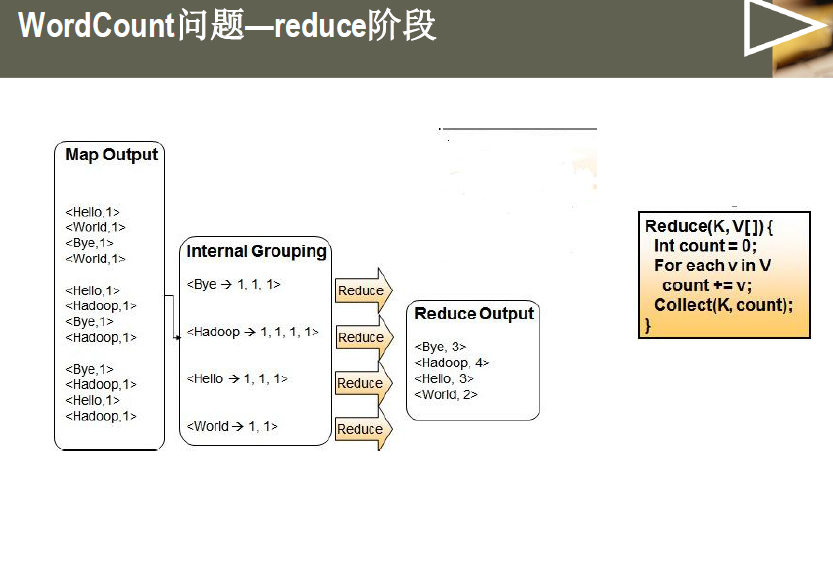 WordCount问题—reduce阶段
Map Output
<Hello,1>
<World,1>
<Bye,1>
<World,1>
<Hello,1>
<Hadoop,1>
<Bye,1>
<Hadoop,1>
<Bye,1>
<Hadoop,1>
<Hello,1>
<Hadoop,1>
Internal Grouping
<Bye → 1, 1, 1>
<Hadoop → 1, 1, 1, 1>
<Hello → 1, 1, 1>
<World → 1, 1>
Reduce
Reduce
Reduce
Reduce
Reduce Output
<Bye, 3>
<Hadoop, 4>
<Hello, 3>
<World, 2>
Reduce(K, V[ ]) {
Int count = 0;
For each v in V
count += v;
Collect(K, count);
}